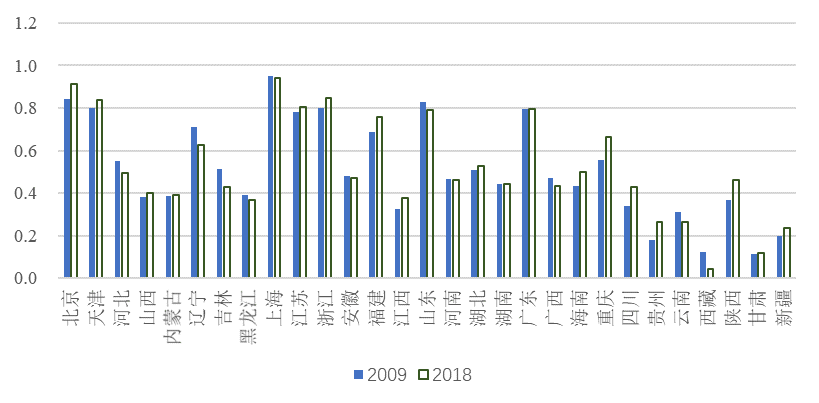 1.2
1.0
0.8
0.6
0.4
0.2
0.0
北京
天津
河北
山西
内蒙古
辽宁
吉林
黑龙江
上海
江苏
浙江
安徽
福建
江西
山东
河南
湖北
湖南
广东
广西
海南
重庆
四川
贵州
云南
西藏
陕西
甘肃
新疆
2009 2018